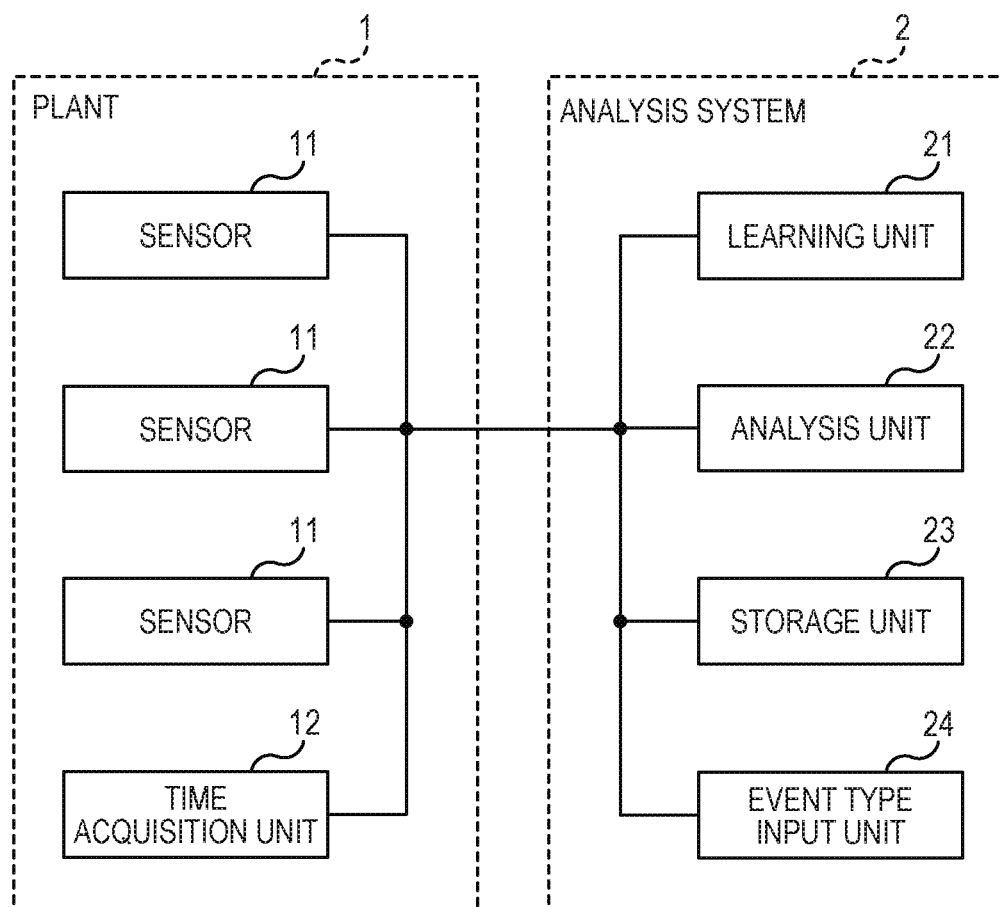 1
PLANT
11
SENSOR
11
SENSOR
11
SENSOR
12
TIME
ACQUISITION UNIT
2
ANALYSIS SYSTEM
21
LEARNING UNIT
22
ANALYSIS UNIT
23
STORAGE UNIT
24
EVENT TYPE
INPUT UNIT